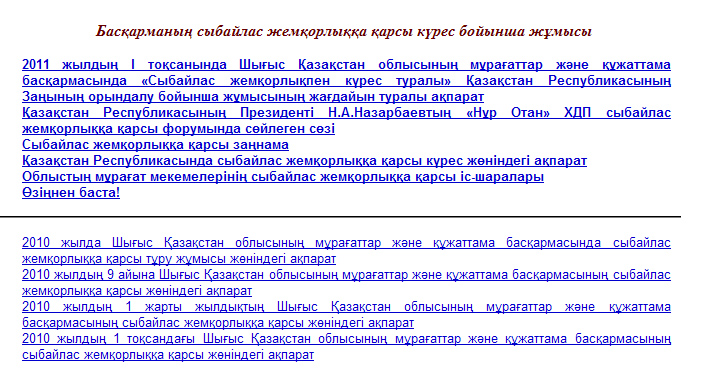 Басқарманың сыбайлас жемқорлыққа қарсы күрес бойынша жұмысы
2011 жылдың I тоқсанында Шығыс Қазақстан облысының мұрағаттар және құжаттама
басқармасында «Сыбайлас жемқорлықпен күрес туралы» Қазақстан Республикасының
Заңының орындалу бойынша жұмысының жағдайын туралы ақпарат
Қазақстан Республикасының Президенті Н.А.Назарбаевтың «Нұр Отан» ХДП сыбайлас
жемқорлыққа қарсы форумында сөйлеген сөзі
Сыбайлас жемқорлыққа қарсы заңнама
Қазақстан Республикасында сыбайлас жемқорлыққа қарсы күрес жөніндегі ақпарат
Облыстың мұрағат мекемелерінің сыбайлас жемқорлыққа қарсы іс-шаралары
Өзіңнен баста!
2010 жылда Шығыс Қазақстан облысының мұрағаттар және құжаттама басқармасында сыбайлас
жемқорлыққа қарсы тұру жұмысы жөніндегі ақпарат
2010 жылдың 9 айына Шығыс Қазақстан облысының мұрағаттар және құжаттама басқармасының сыбайлас
жемқорлыққа қарсы жөніндегі ақпарат
2010 жылдың 1 жарты жылдықтың Шығыс Қазақстан облысының мұрағаттар және құжаттама
басқармасының сыбайлас жемқорлыққа қарсы жөніндегі ақпарат
2010 жылдың 1 тоқсандағы Шығыс Қазақстан облысының мұрағаттар және құжаттама басқармасының
сыбайлас жемқорлыққа қарсы жөніндегі ақпарат